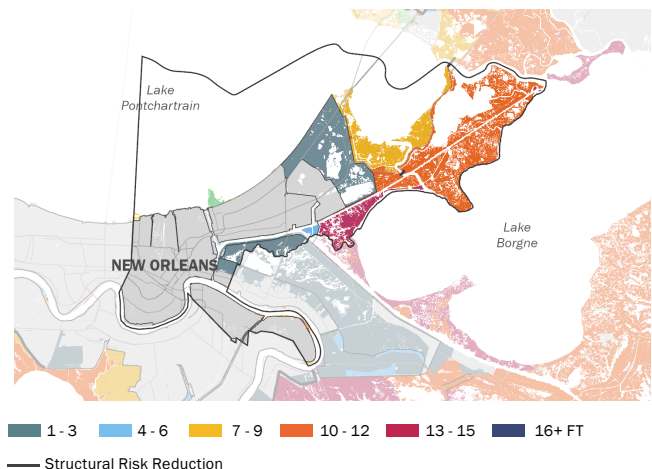 Lake
Pontchartrain
Lake
Borgne
NEW ORLEANS
1 - 3
4 - 6
7 - 9
10 - 12
13 - 15
16+ FT
Structural Risk Reduction